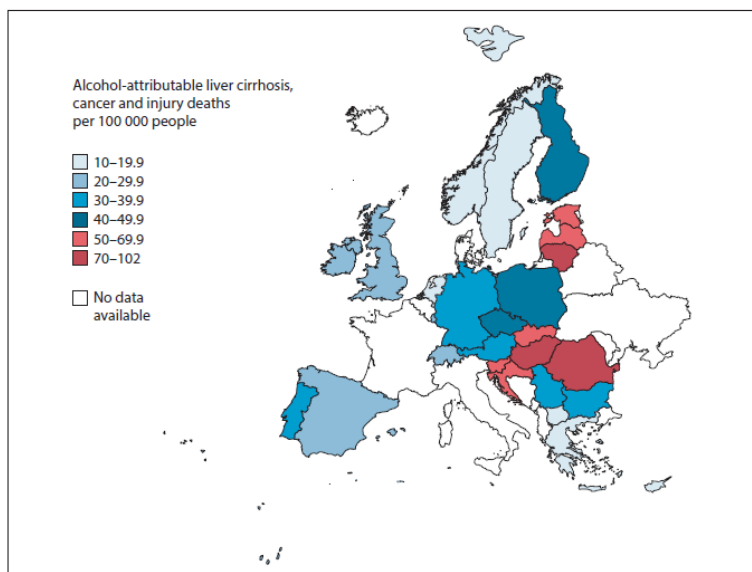 Alcohol-attributable liver cirrhosis,
cancer and injury deaths
per 100 000 people
10–19.9
20–29.9
30–39.9
40–49.9
50–69.9
70–102
No data
available